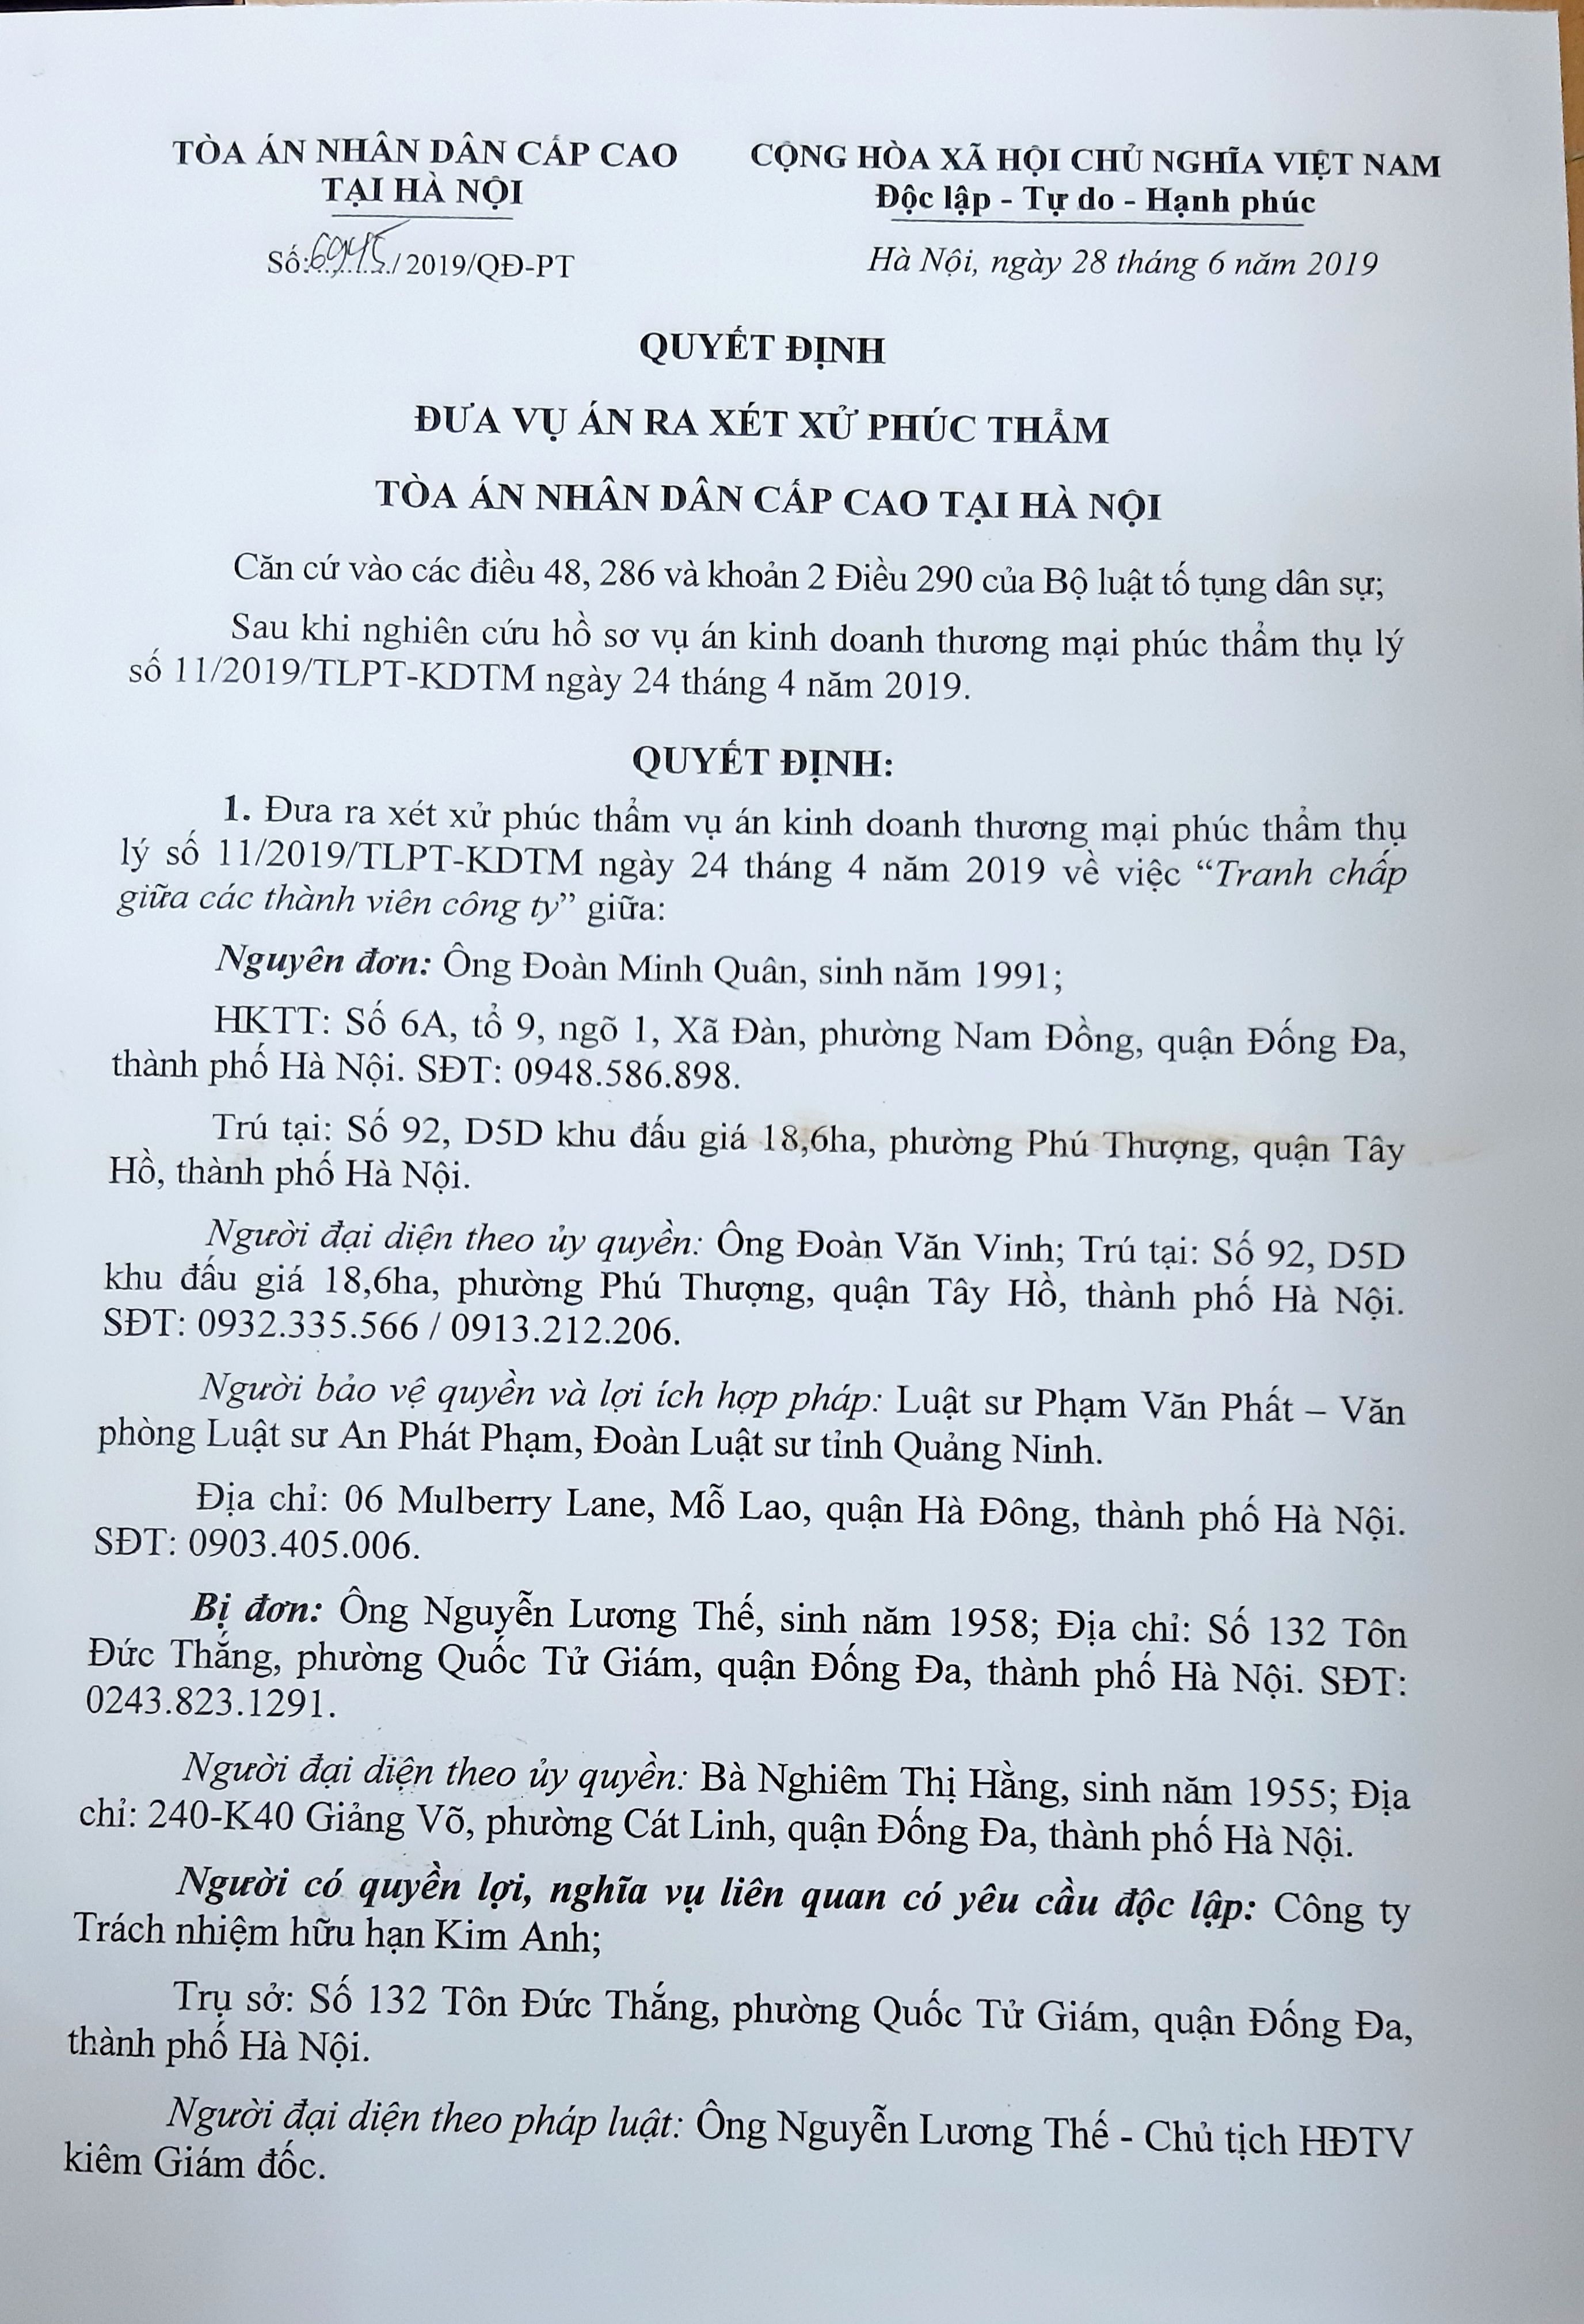 TÒA ÁN NHÂN DÂN CẤP CAO
TẠI HÀ NỘI
Số:6945/2019/QĐ-PT
CỘNG HÒA XÃ HỘI CHỦ NGHĨA VIỆT NAM
Độc lập - Tự do - Hạnh phúc
Hà Nội, ngày 28 tháng 6 năm 2019
QUYẾT ĐỊNH
ĐƯA VỤ ÁN RA XÉT XỬ PHÚC THẨM
TÒA ÁN NHÂN DÂN CẤP CAO TẠI HÀ NỘI
Căn cứ vào các điều 48, 286 và khoản 2 Điều 290 của Bộ luật tố tụng dân sự;
Sau khi nghiên cứu hồ sơ vụ án kinh doanh thương mại phúc thẩm thụ lý
số 11/2019/TLPT-KDTM ngày 24 tháng 4 năm 2019.
QUYẾT ĐỊNH:
1. Đưa ra xét xử phúc thẩm vụ án kinh doanh thương mại phúc thẩm thụ
lý số 11/2019/TLPT-KDTM ngày 24 tháng 4 năm 2019 về việc “Tranh chấp
giữa các thành viên công ty” giữa:
Nguyên đơn: Ông Đoàn Minh Quân, sinh năm 1991;
HKTT: Số 6A, tổ 9, ngõ 1, Xã Đàn, phường Nam Đồng, quận Đống Đa,
thành phố Hà Nội. SĐT: 0948.586.898.
Trú tại: Số 92, D5D khu đấu giá 18,6ha, phường Phú Thượng, quận Tây
Hồ, thành phố Hà Nội.
Người đại diện theo ủy quyền: Ông Đoàn Văn Vinh; Trú tại: Số 92, D5D
khu đấu giá 18,6ha, phường Phú Thượng, quận Tây Hồ, thành phố Hà Nội.
SĐT: 0932.335.566 / 0913.212.206.
Người bảo vệ quyền và lợi ích hợp pháp: Luật sư Phạm Văn Phất – Văn
phòng Luật sư An Phát Phạm, Đoàn Luật sư tỉnh Quảng Ninh.
Địa chỉ: 06 Mulberry Lane, Mỗ Lao, quận Hà Đông, thành phố Hà Nội.
SĐT: 0903.405.006.
Bị đơn: Ông Nguyễn Lương Thế, sinh năm 1958; Địa chỉ: Số 132 Tôn
Đức Thắng, phường Quốc Tử Giám, quận Đống Đa, thành phố Hà Nội. SĐT:
0243.823.1291.
Người đại diện theo ủy quyền: Bà Nghiêm Thị Hằng, sinh năm 1955; Địa
chỉ: 240-K40 Giảng Võ, phường Cát Linh, quận Đống Đa, thành phố Hà Nội.
Người có quyền lợi, nghĩa vụ liên quan có yêu cầu độc lập: Công ty
Trách nhiệm hữu hạn Kim Anh;
Trụ sở: Số 132 Tôn Đức Thắng, phường Quốc Tử Giám, quận Đống Đa,
thành phố Hà Nội.
Người đại diện theo pháp luật: Ông Nguyễn Lương Thế - Chủ tịch HĐTV
kiêm Giám đốc.